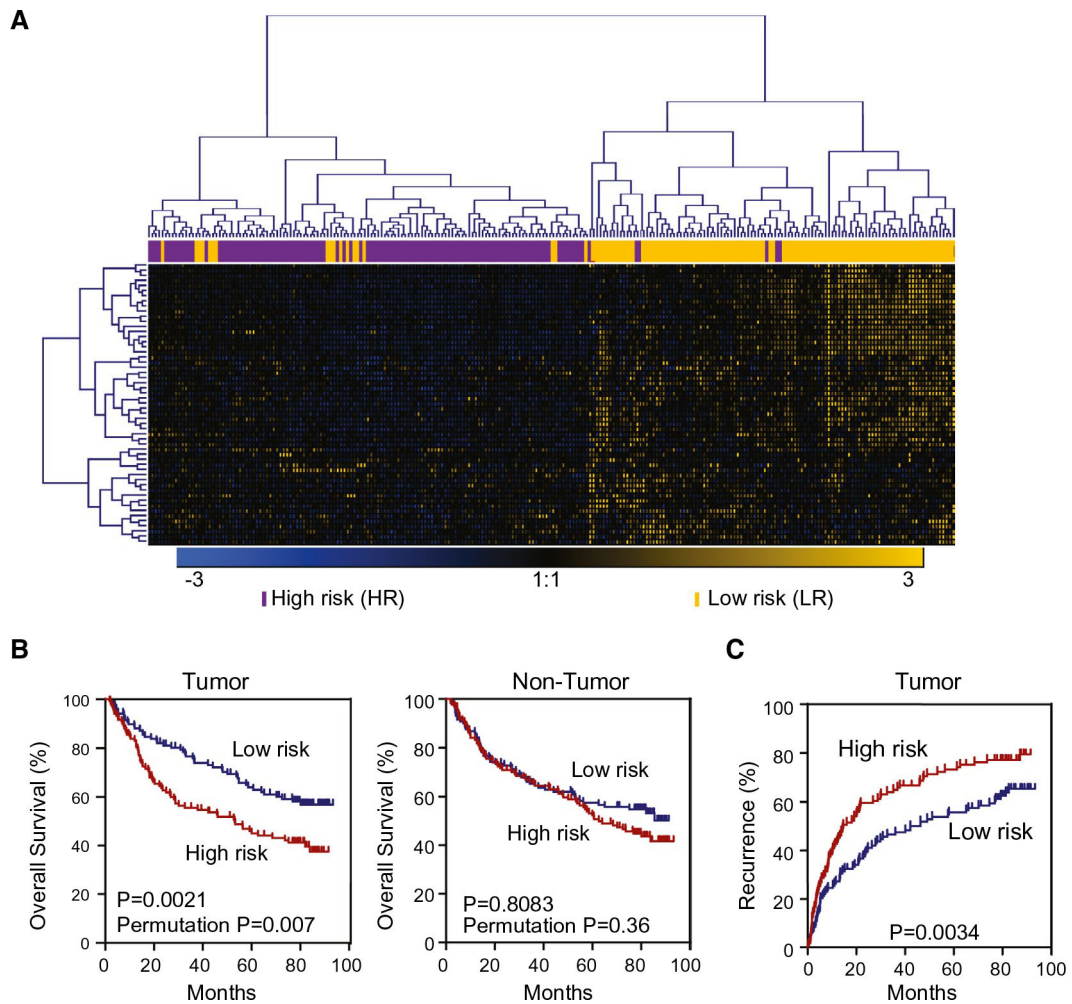 A
-3 1:1 3
High risk (HR) Low risk (LR)
B
Tumor
Overall Survival (%)
100
80
60
40
20
0
Low risk
High risk
P=0.0021
Permutation P=0.007
0 20 40 60 80 100
Months
Non-Tumor
Overall Survival (%)
100
80
60
40
20
0
Low risk
High risk
P=0.8083
Permutation P=0.36
0 20 40 60 80 100
Months
C
Tumor
Recurrence (%)
100
80
60
40
20
0
High risk
Low risk
P=0.0034
0 20 40 60 80 100
Months